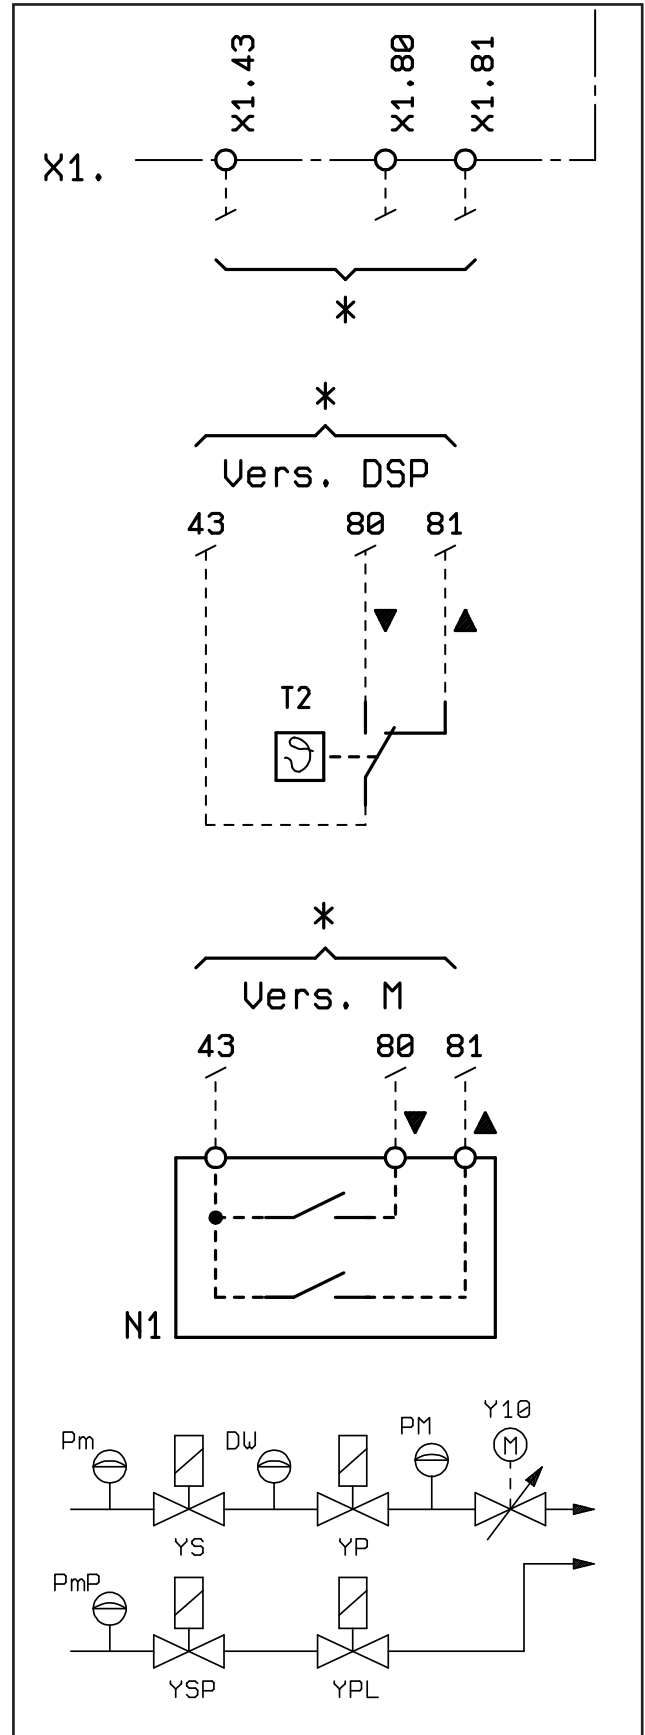 X1.43 X1.80 X1.81
X1.
*
*
Vers. DSP
43 80 81
T2
*
Vers. M
43 80 81
N1
Y10
Pm DW PM
M
YS YP
PmP
YSP YPL